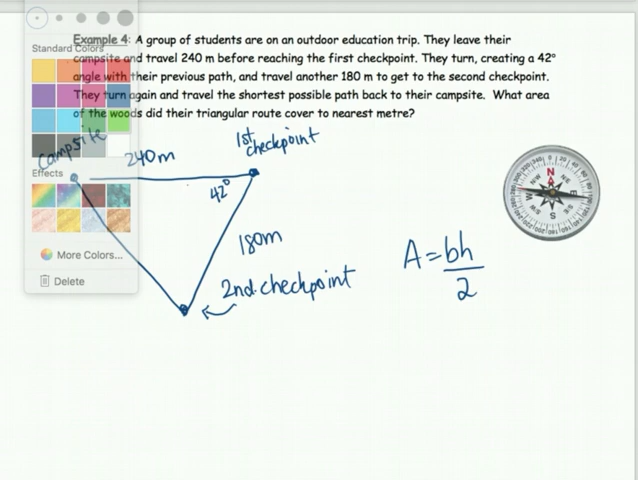 Example 4: A group of students are on an outdoor education trip. They leave their
campsite and travel 240 m before reaching the first checkpoint. They turn, creating a 42°
angle with their previous path, and travel another 180 m to get to the second checkpoint.
They turn again and travel the shortest possible path back to their campsite. What area
of the woods did their triangular route cover to nearest metre?
Standard Colors
Campsite
240m
1st
checkpoint
42°
Effects
180m
2nd checkpoint
A = bh
2
More Colors...
Delete
N
NE
E
S
W
NW